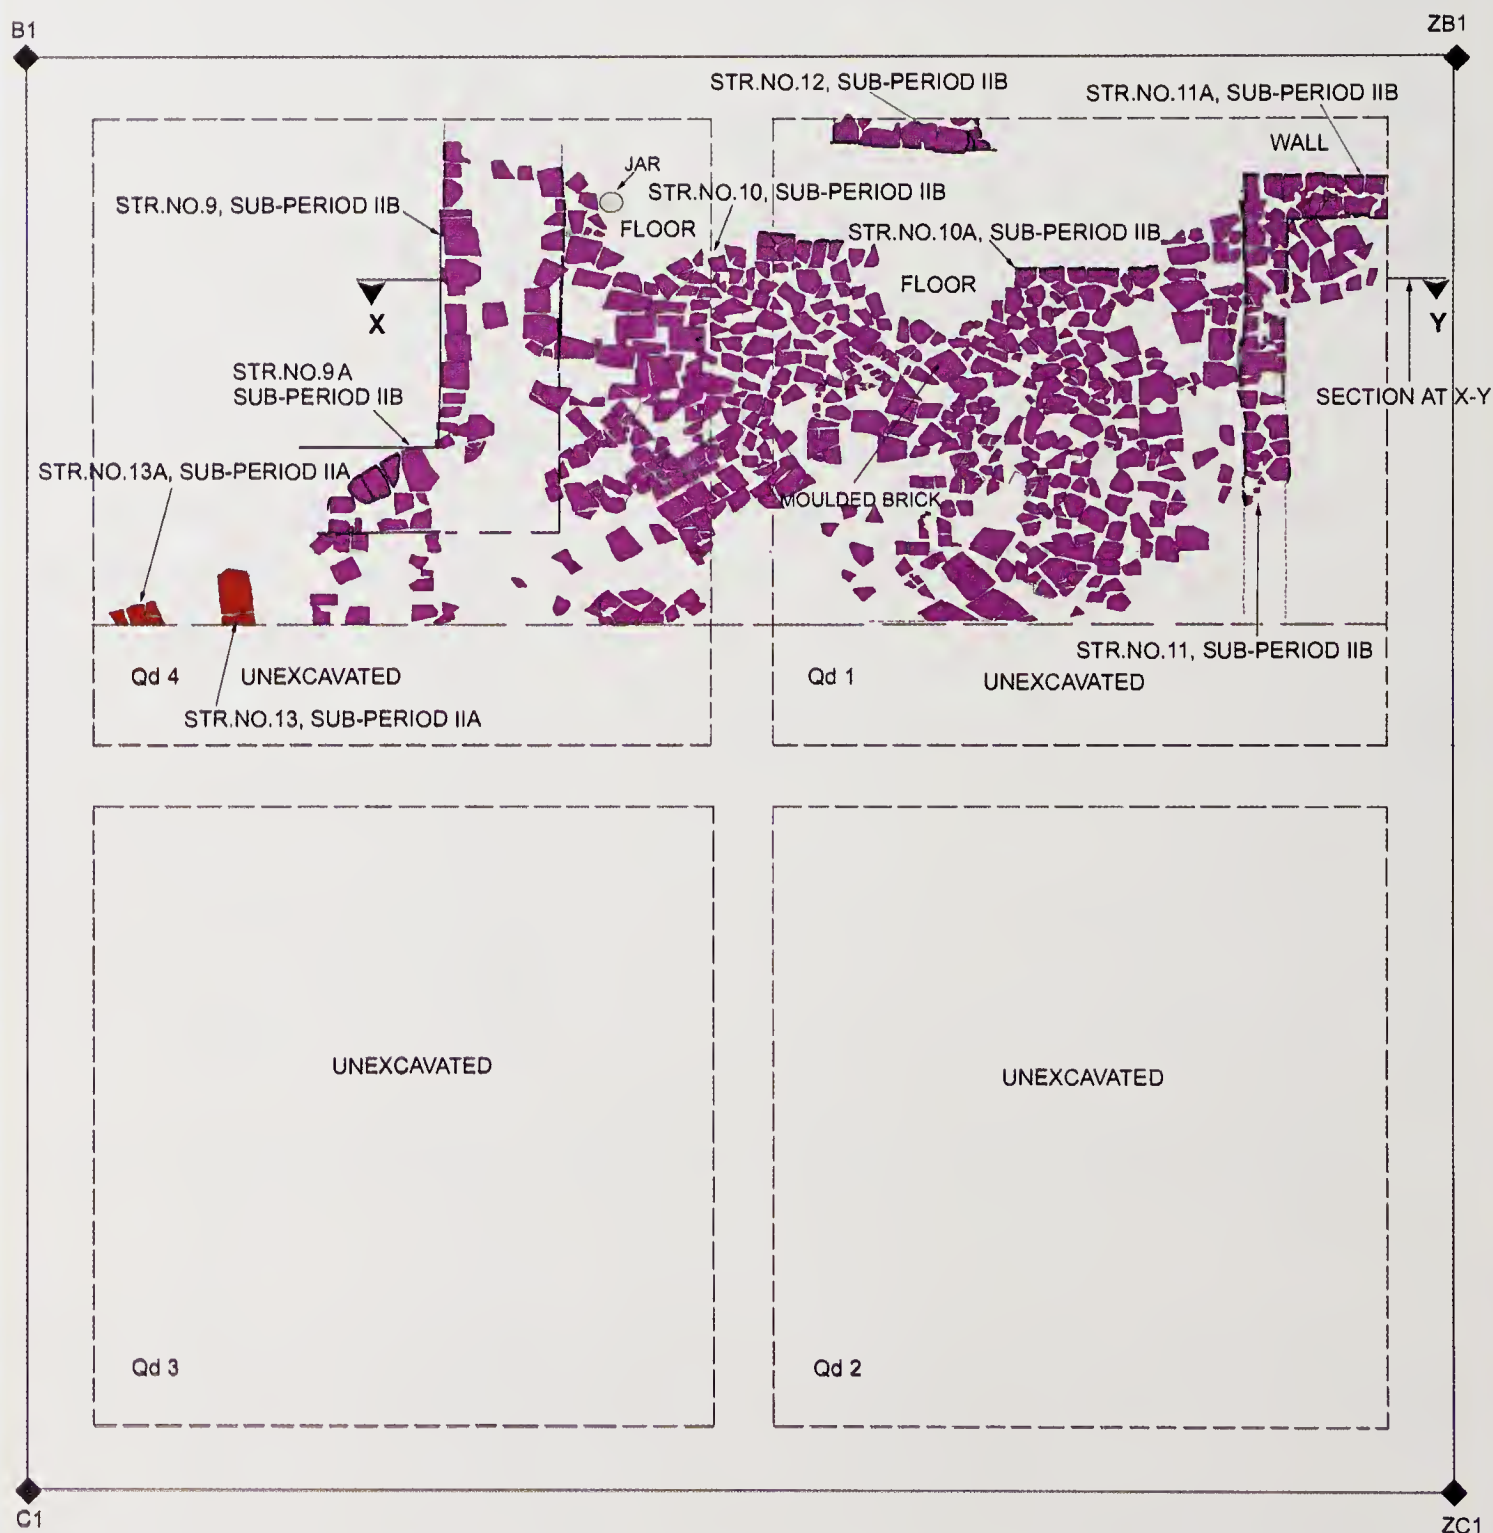 B1
ZB1
STR.NO.12, SUB-PERIOD IIB
STR.NO.11A, SUB-PERIOD IIB
WALL
JAR
STR.NO.10, SUB-PERIOD IIB
STR.NO.9, SUB-PERIOD IIB
FLOOR
STR.NO.10A, SUB-PERIOD IIB
FLOOR
X
Y
STR.NO.9A
SUB-PERIOD IIB
SECTION AT X-Y
STR.NO.13A, SUB-PERIOD IIA
MOULDED BRICK
STR.NO.11, SUB-PERIOD IIB
Qd 4
UNEXCAVATED
Qd 1
UNEXCAVATED
STR.NO.13, SUB-PERIOD IIA
UNEXCAVATED
UNEXCAVATED
Qd 3
Qd 2
C1
ZC1